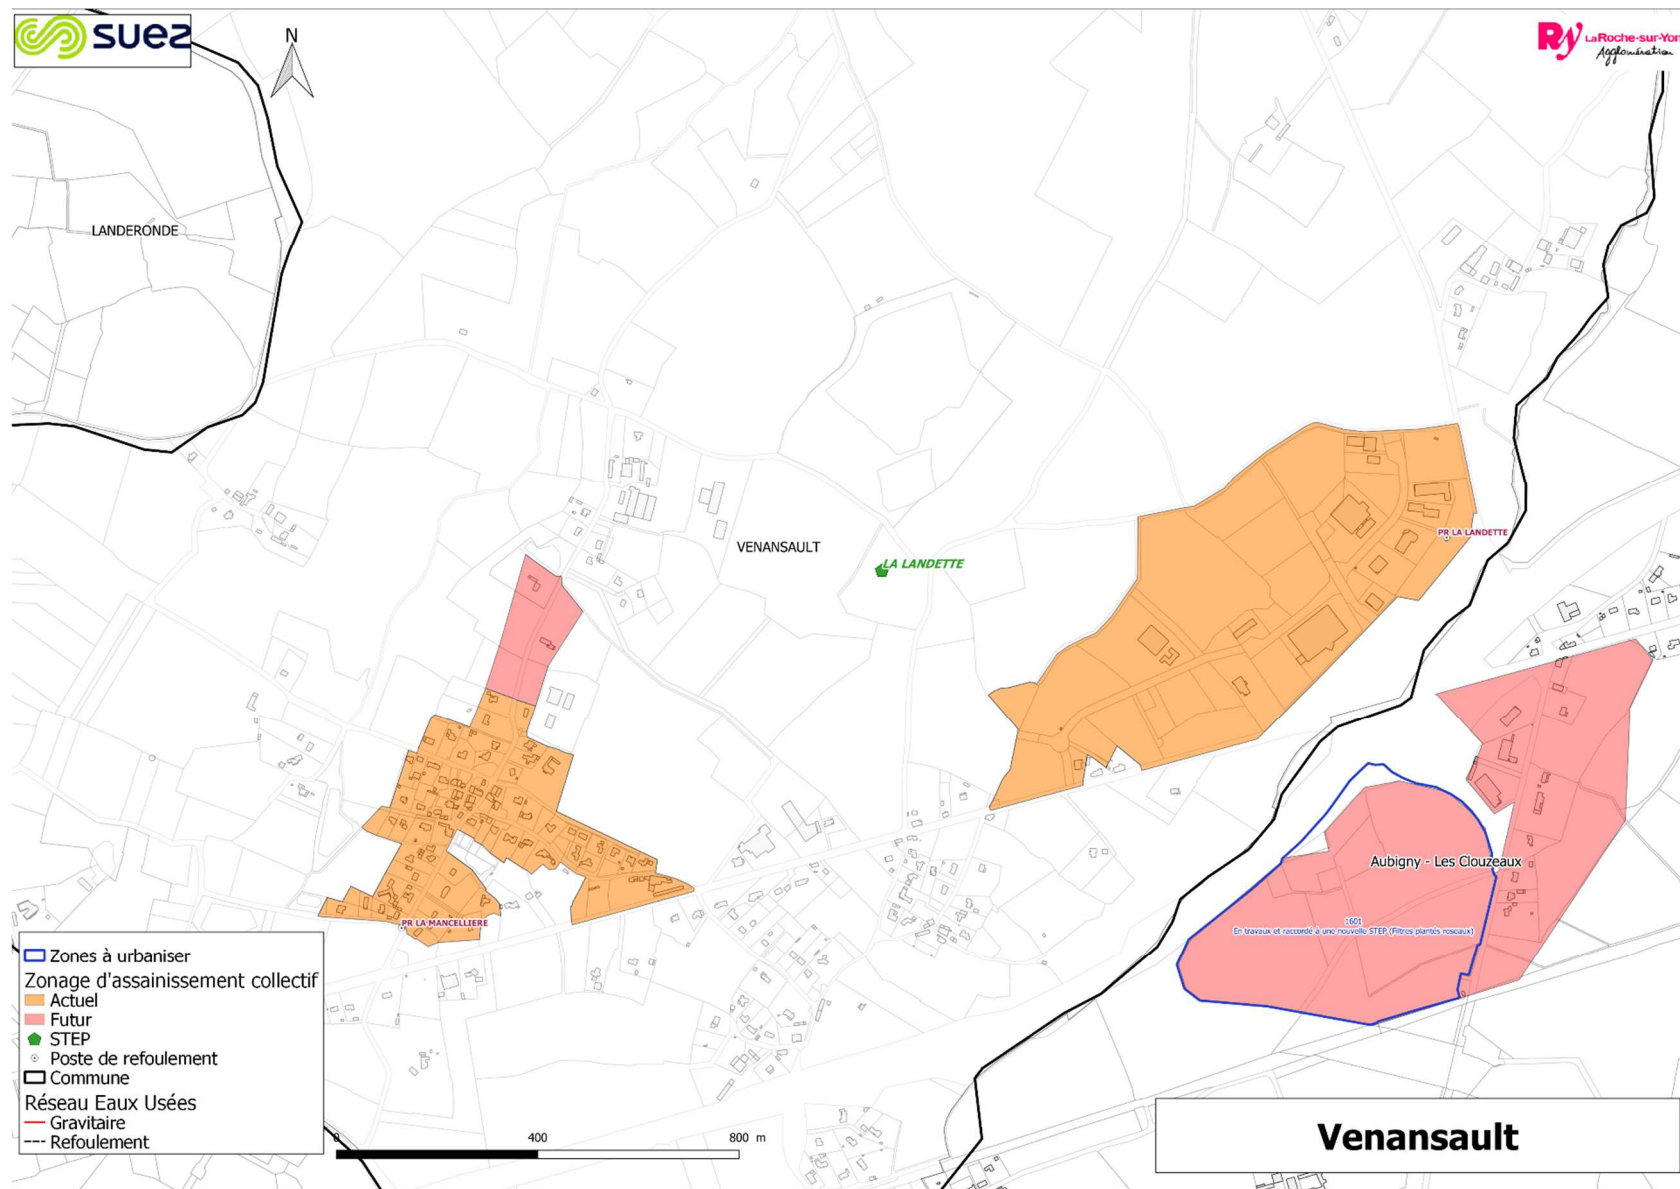 suez
N
La Roche-sur-Yon
Agglomération
LANDERONDE
VENANSAULT
LA LANDETTE
PR LA LANDETTE
PR LA MANCELLIERE
Aubigny - Les Clouzeaux
1601
En travaux et raccordé à une nouvelle STEP (Filtres plantés roseaux)
Zones à urbaniser
Zonage d'assainissement collectif
Actuel
Futur
STEP
Poste de refoulement
Commune
Réseau Eaux Usées
Gravitaire
Refoulement
0 400 800 m
Venansault